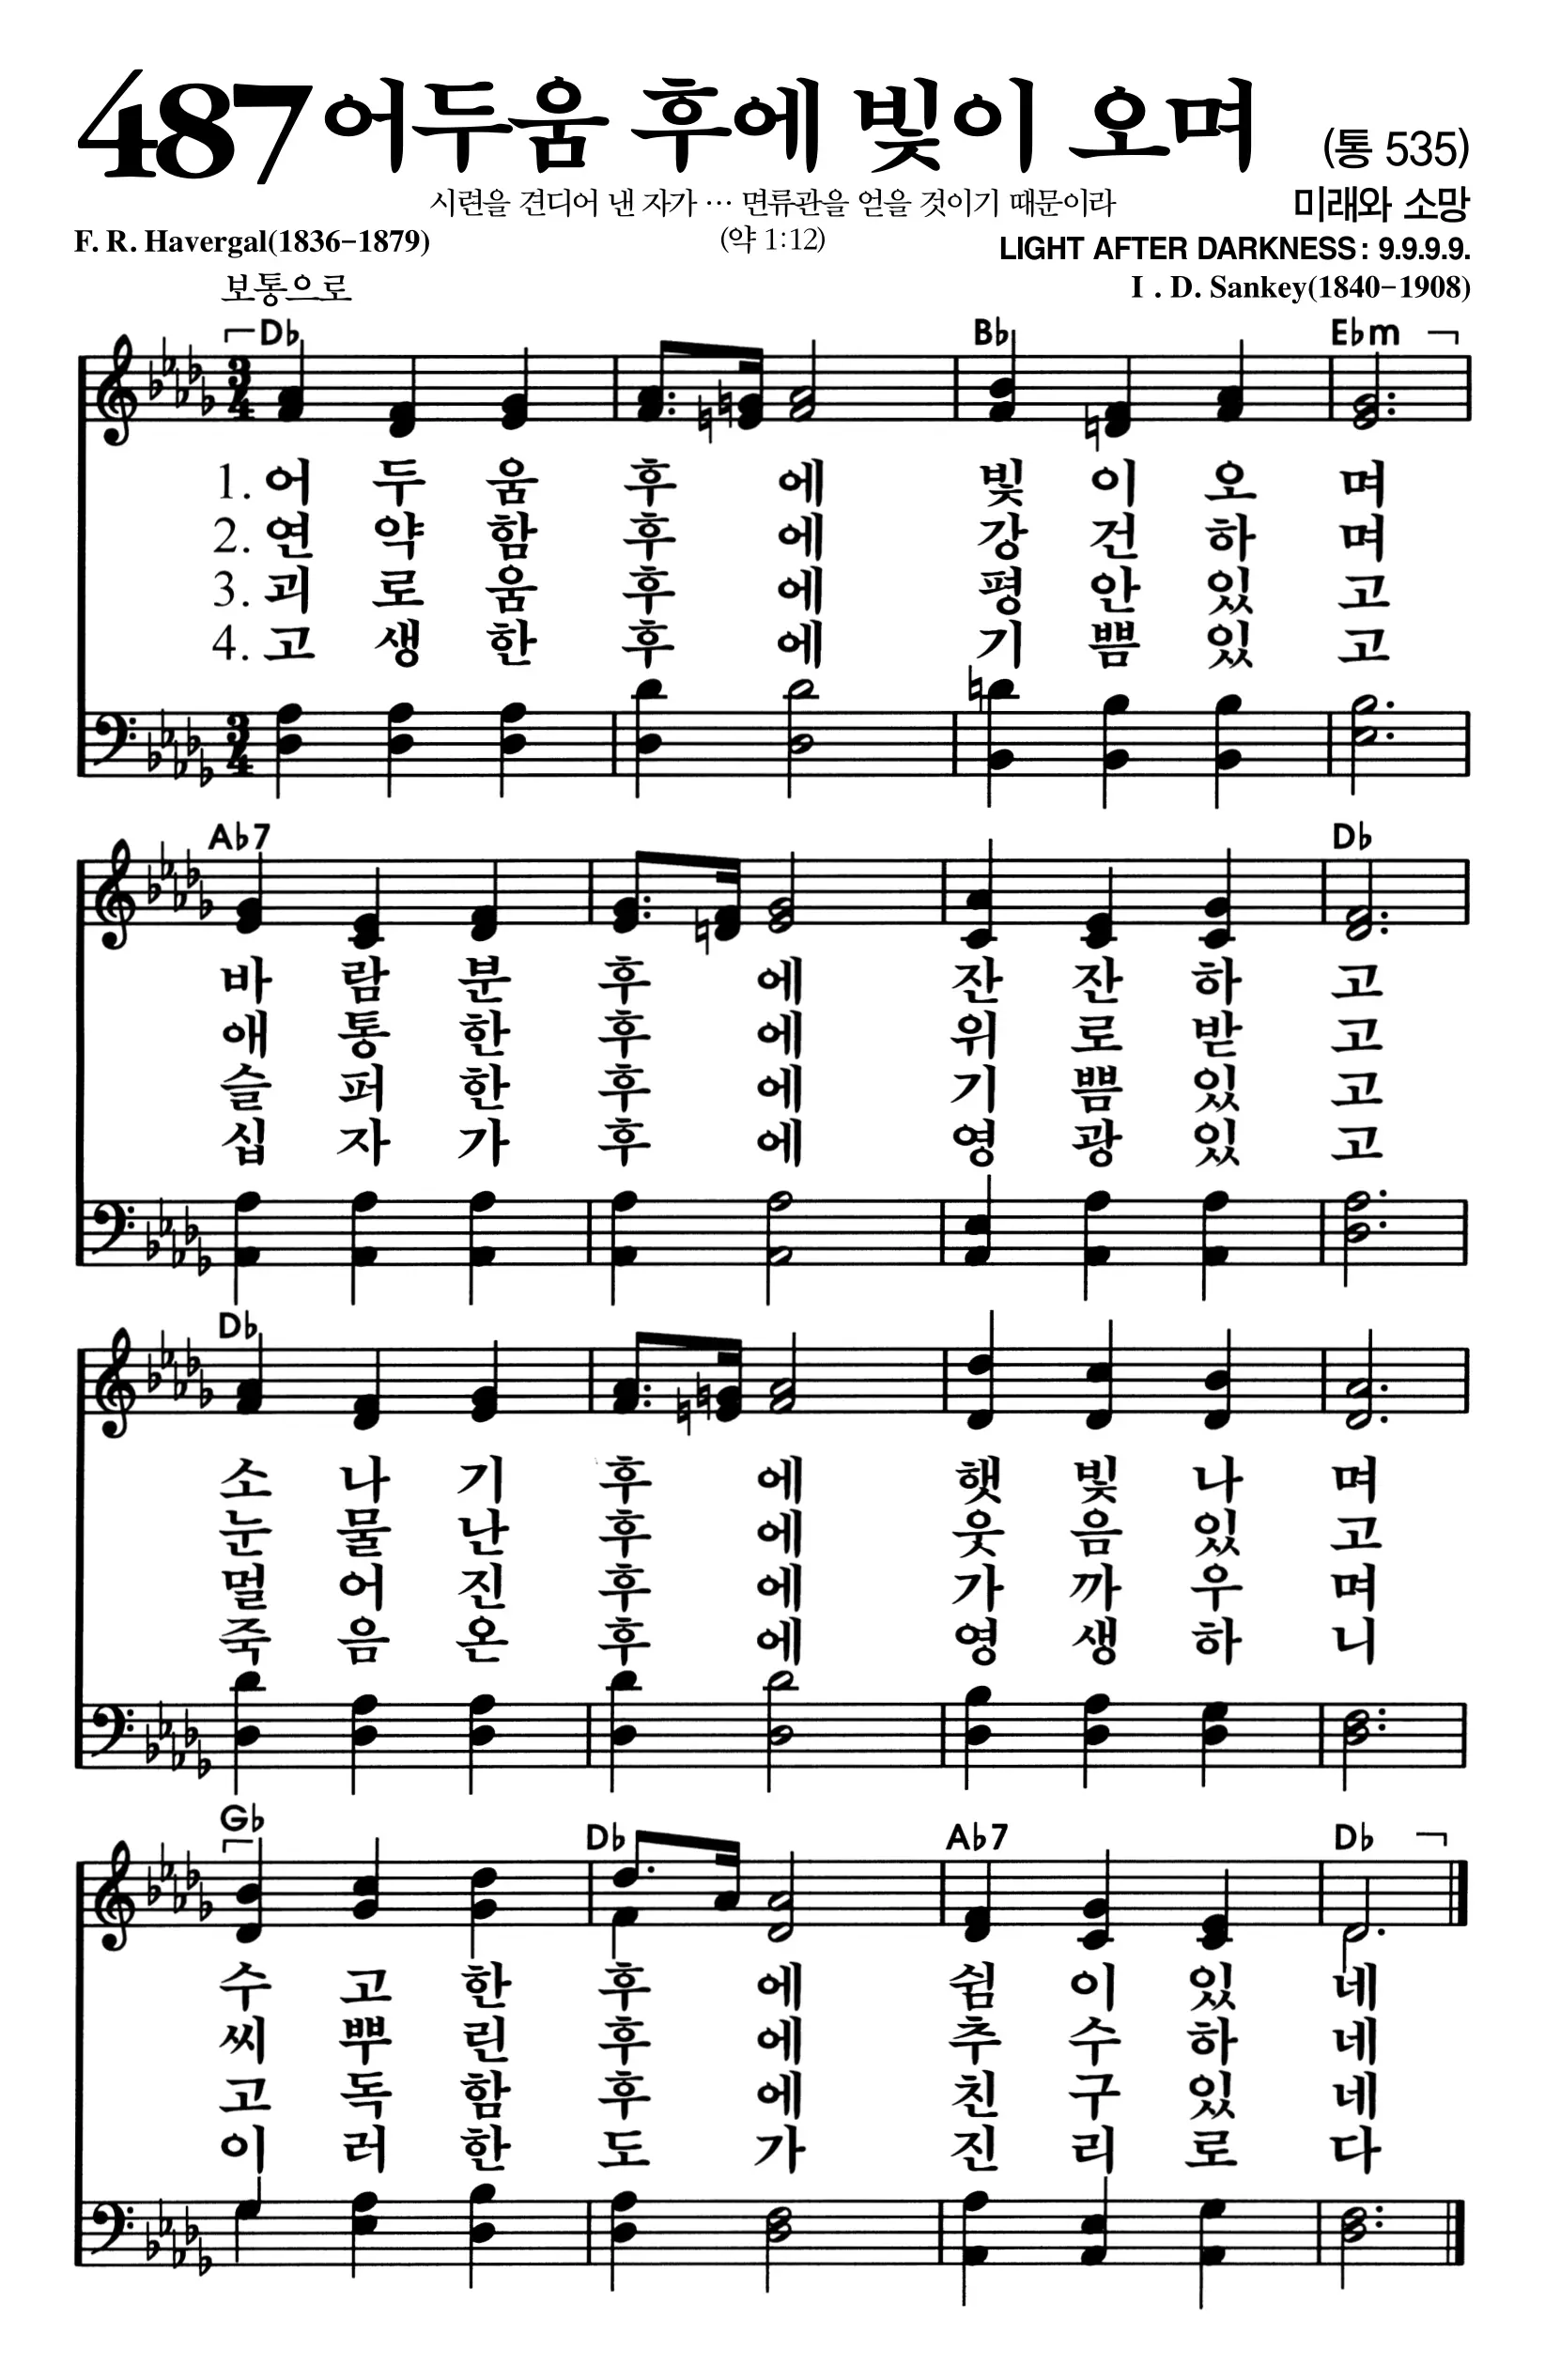 487 어두움 후에 빛이 오며 (통 535)
시련을 견디어 낸 자가 … 면류관을 얻을 것이기 때문이라 미래와 소망
F. R. Havergal(1836-1879) (약 1:12) LIGHT AFTER DARKNESS : 9.9.9.9.
보통으로 I . D. Sankey(1840-1908)
D♭ B♭ E♭m
3/4
1. 어 두 움 후 에 빛 이 오 며
2. 연 약 함 후 에 강 건 하 며
3. 괴 로 움 후 에 평 안 있 고
4. 고 생 한 후 에 기 쁨 있 고
3/4
A♭7 D♭
바 람 분 후 에 잔 잔 하 고
애 통 한 후 에 위 로 받 고
슬 퍼 한 후 에 기 쁨 있 고
십 자 가 후 에 영 광 있 고
D♭
소 나 기 후 에 햇 빛 나 며
눈 물 난 후 에 웃 음 있 고
멀 어 진 후 에 가 까 우 며
죽 음 온 후 에 영 생 하 니
G♭ D♭ A♭7 D♭
수 고 한 후 에 쉼 이 있 네
씨 뿌 린 후 에 추 수 하 네
고 독 함 후 에 친 구 있 네
이 러 한 도 가 진 리 로 다